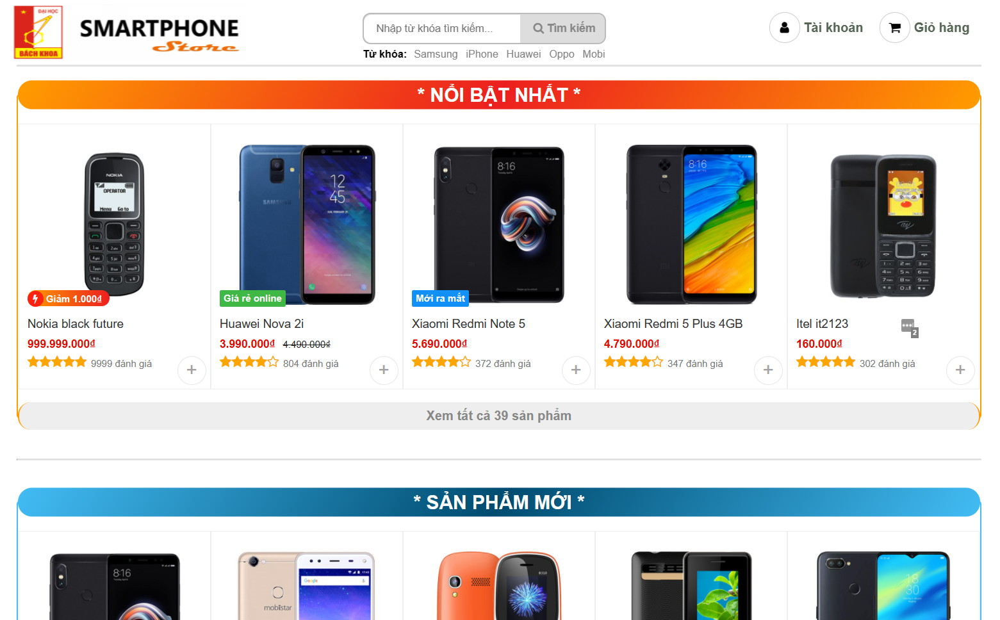 ĐẠI HỌC
BÁCH KHOA
SMARTPHONE
Store
Nhập từ khóa tìm kiếm...
Tìm kiếm
Từ khóa: Samsung iPhone Huawei Oppo Mobi
Tài khoản
Giỏ hàng
* NỔI BẬT NHẤT *
NOKIA
OPERATOR
Menu Go to
SAMSUNG
12
45
8:16
8:16
itel
Giảm 1.000₫
Nokia black future
999.999.000₫
9999 đánh giá
+
Giá rẻ online
Huawei Nova 2i
3.990.000₫ 4.490.000₫
804 đánh giá
+
Mới ra mắt
Xiaomi Redmi Note 5
5.690.000₫
372 đánh giá
+
Xiaomi Redmi 5 Plus 4GB
4.790.000₫
347 đánh giá
+
Itel it2123
2
160.000₫
302 đánh giá
+
Xem tất cả 39 sản phẩm
* SẢN PHẨM MỚI *
8:16
mobiistar
Google
B310
18
30